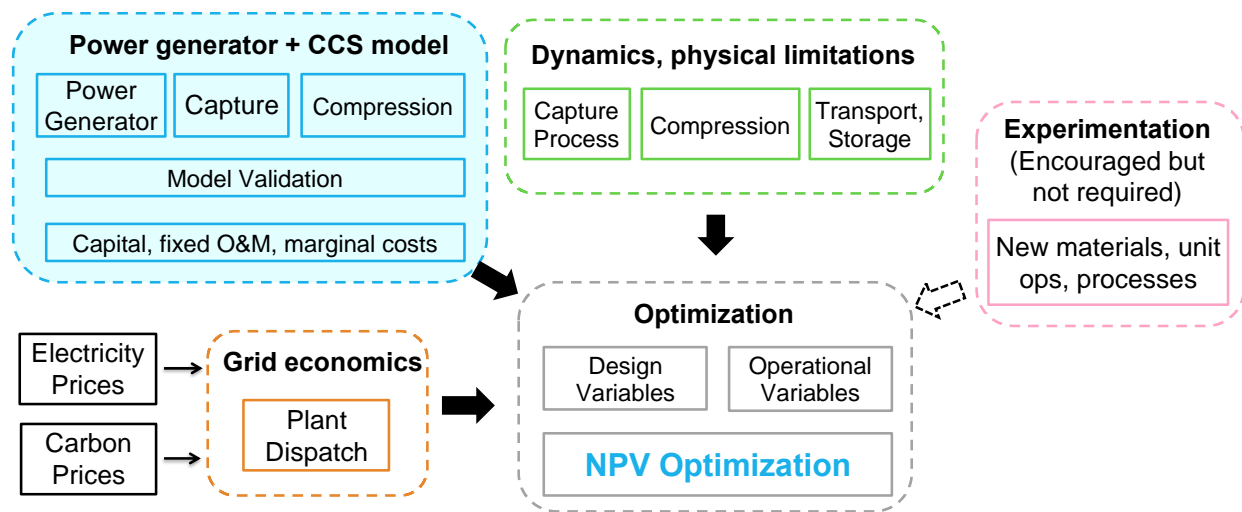 Power generator + CCS model
Power
Generator
Capture
Compression
Model Validation
Capital, fixed O&M, marginal costs
Dynamics, physical limitations
Capture
Process
Compression
Transport,
Storage
Experimentation
(Encouraged but
not required)
New materials, unit
ops, processes
Electricity
Prices
Carbon
Prices
Grid economics
Plant
Dispatch
Optimization
Design
Variables
Operational
Variables
NPV Optimization